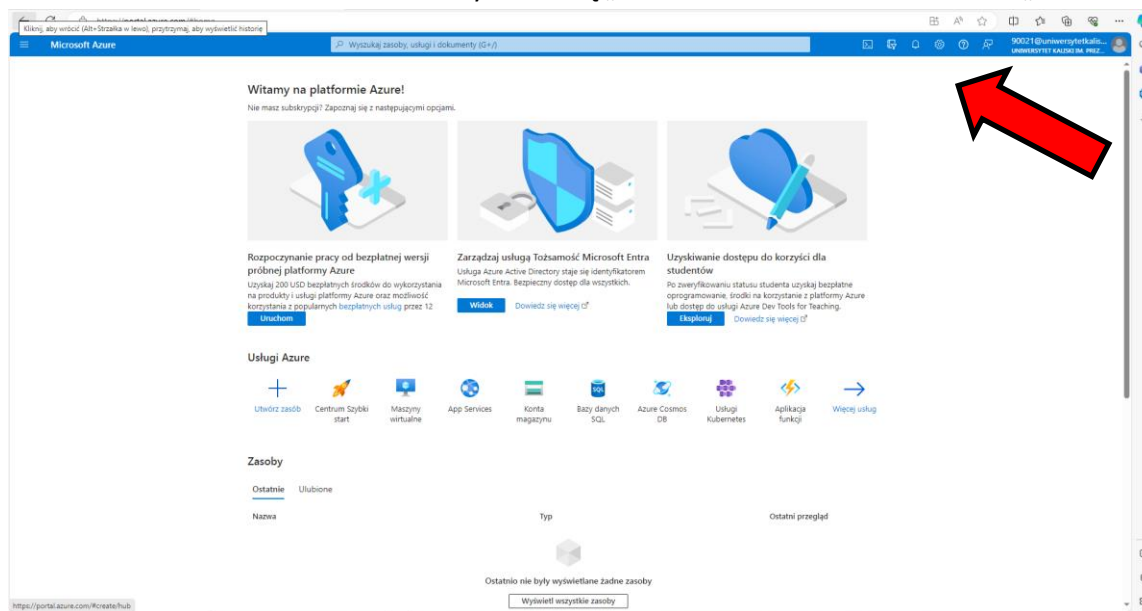 Kliknij, aby wrócić (Alt+Strzałka w lewo), przytrzymaj, aby wyświetlić historię
Microsoft Azure
Wyszukaj zasoby, usługi i dokumenty (G+/)
90021@uniwersytetkalis...
UNIWERSYTET KALISKI IM. PREZ...
Witamy na platformie Azure!
Nie masz subskrypcji? Zapoznaj się z następującymi opcjami.
Rozpoczynanie pracy od bezpłatnej wersji
próbnej platformy Azure
Uzyskaj 200 USD bezpłatnych środków do wykorzystania
na produkty i usługi platformy Azure oraz możliwość
korzystania z popularnych bezpłatnych usług przez 12
Uruchom
Zarządzaj usługą Tożsamość Microsoft Entra
Usługa Azure Active Directory staje się identyfikatorem
Microsoft Entra. Bezpieczny dostęp dla wszystkich.
Widok Dowiedz się więcej
Uzyskiwanie dostępu do korzyści dla
studentów
Po zweryfikowaniu statusu studenta uzyskaj bezpłatne
oprogramowanie, środki na korzystanie z platformy Azure
lub dostęp do usługi Azure Dev Tools for Teaching.
Eksploruj Dowiedz się więcej
Usługi Azure
Utwórz zasób
Centrum Szybki
start
Maszyny
wirtualne
App Services
Konta
magazynu
Bazy danych
SQL
Azure Cosmos
DB
Usługi
Kubernetes
Aplikacja
funkcji
Więcej usług
Zasoby
Ostatnie Ulubione
Nazwa Typ Ostatni przegląd
Ostatnio nie były wyświetlane żadne zasoby
Wyświetl wszystkie zasoby
https://portal.azure.com/#create/hub